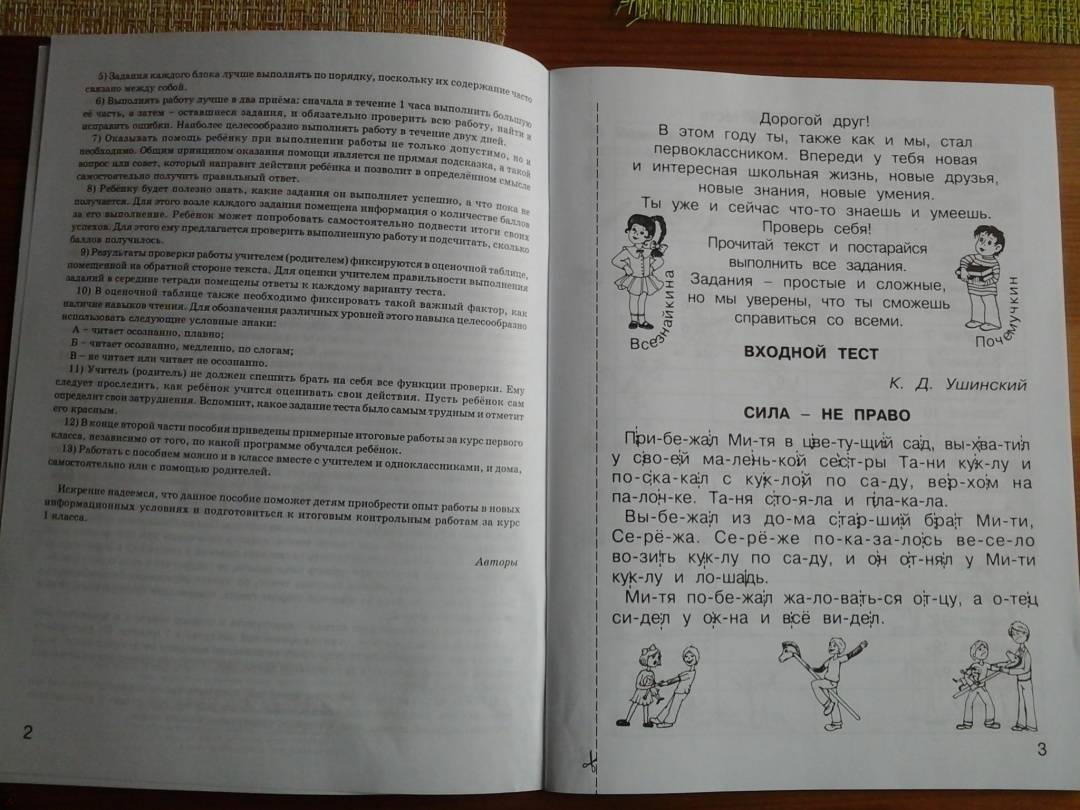 5) Задания каждого блока лучше выполнять по порядку, поскольку их содержание часто
связано между собой.
6) Выполнять работу лучше в два приёма: сначала в течение 1 часа выполнить большую
её часть, а затем – оставшиеся задания, и обязательно проверить всю работу, найти и
исправить ошибки. Наиболее целесообразно выполнять работу в течение двух дней.
7) Оказывать помощь ребёнку при выполнении работы не только допустимо, но и
необходимо. Общим принципом оказания помощи является не прямая подсказка, а такой
вопрос или совет, который направит действия ребёнка и позволит в определённом смысле
самостоятельно получить правильный ответ.
8) Ребёнку будет полезно знать, какие задания он выполняет успешно, а что пока не
получается. Для этого возле каждого задания помещена информация о количестве баллов
за его выполнение. Ребёнок может попробовать самостоятельно подвести итоги своих
успехов. Для этого ему предлагается проверить выполненную работу и подсчитать, сколько
баллов получилось.
9) Результаты проверки работы учителем (родителем) фиксируются в оценочной таблице,
помещенной на обратной стороне текста. Для оценки учителем правильности выполнения
заданий в середине тетради помещены ответы к каждому варианту теста.
10) В оценочной таблице также необходимо фиксировать такой важный фактор, как
наличие навыков чтения. Для обозначения различных уровней этого навыка целесообразно
использовать следующие условные знаки:
А – читает осознанно, плавно;
Б – читает осознанно, медленно, по слогам;
В – не читает или читает не осознанно.
11) Учитель (родитель) не должен спешить брать на себя все функции проверки. Ему
следует проследить, как ребёнок учится оценивать свои действия. Пусть ребёнок сам
определит свои затруднения. Вспомнит, какое задание теста было самым трудным и отметит
его красным.
12) В конце второй части пособия приведены примерные итоговые работы за курс первого
класса, независимо от того, по какой программе обучался ребёнок.
13) Работать с пособием можно и в классе вместе с учителем и одноклассниками, и дома,
самостоятельно или с помощью родителей.
Искренне надеемся, что данное пособие поможет детям приобрести опыт работы в новых
информационных условиях и подготовиться к итоговым контрольным работам за курс
1 класса.
Авторы
2
Дорогой друг!
В этом году ты, также как и мы, стал
первоклассником. Впереди у тебя новая
и интересная школьная жизнь, новые друзья,
новые знания, новые умения.
Ты уже и сейчас что-то знаешь и умеешь.
Проверь себя!
Прочитай текст и постарайся
выполнить все задания.
Задания – простые и сложные,
но мы уверены, что ты сможешь
справиться со всеми.
Всезнайкина
Почемучкин
ВХОДНОЙ ТЕСТ
К. Д. Ушинский
СИЛА – НЕ ПРАВО
При-бе-жал Ми-тя в цве-ту-щий сад, вы-хва-тил
у сво-ей ма-лень-кой сест-ры Та-ни кук-лу и
по-ска-кал с кук-лой по са-ду, вер-хом на
па-лоч-ке. Та-ня сто-я-ла и пла-ка-ла.
Вы-бе-жал из до-ма стар-ший брат Ми-ти,
Се-рё-жа. Се-рё-же по-ка-за-лось ве-се-ло
во-зить кук-лу по са-ду, и он от-нял у Ми-ти
кук-лу и ло-шадь.
Ми-тя по-бе-жал жа-ло-вать-ся от-цу, а о-тец
си-дел у ок-на и всё ви-дел.
3